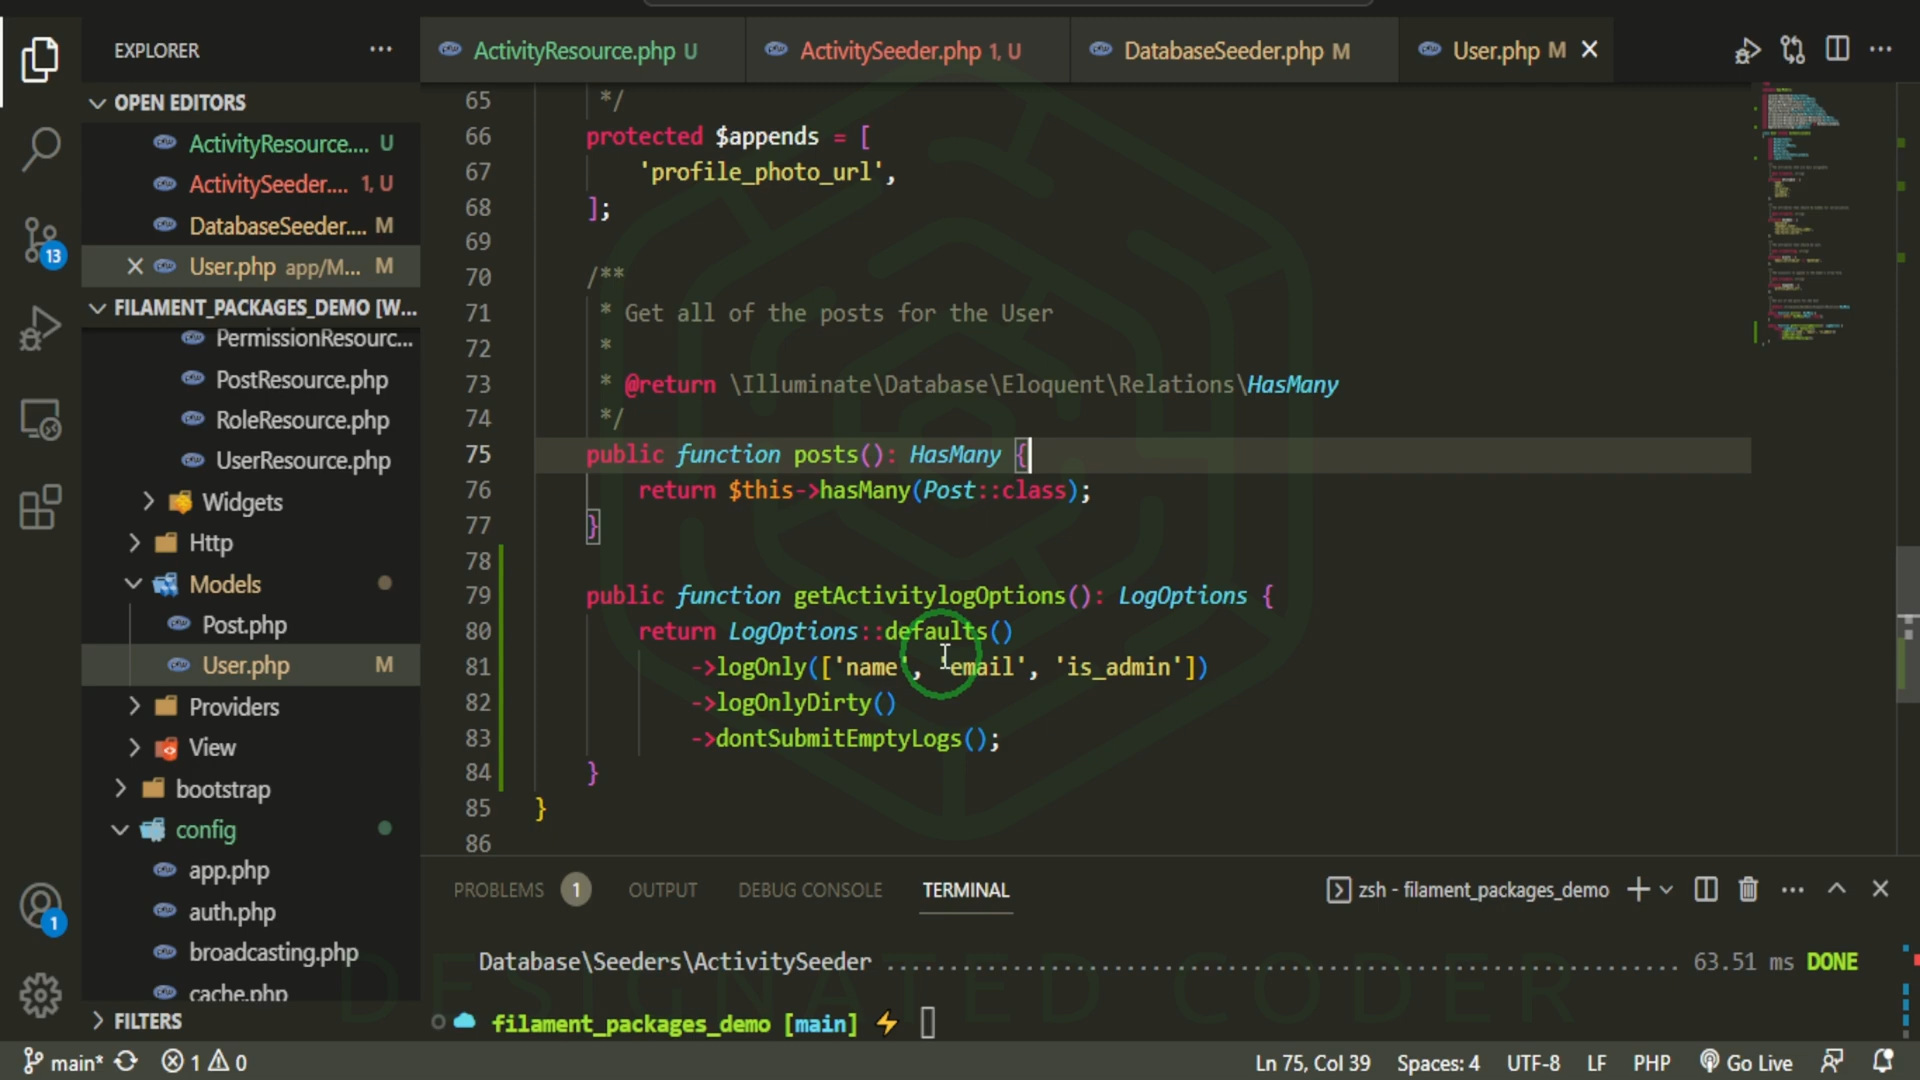 EXPLORER
ActivityResource.php U
ActivitySeeder.php 1, U
DatabaseSeeder.php M
User.php M
OPEN EDITORS
ActivityResource.... U
ActivitySeeder.... 1, U
DatabaseSeeder.... M
User.php app/M... M
FILAMENT_PACKAGES_DEMO [W...
PermissionResourc...
PostResource.php
RoleResource.php
UserResource.php
Widgets
Http
Models
Post.php
User.php M
Providers
View
bootstrap
config
app.php
auth.php
broadcasting.php
cache.php
FILTERS
13
1
65 */
66 protected $appends = [
67 'profile_photo_url',
68 ];
69
70 /**
71 * Get all of the posts for the User
72 *
73 * @return \Illuminate\Database\Eloquent\Relations\HasMany
74 */
75 public function posts(): HasMany {
76 return $this->hasMany(Post::class);
77 }
78
79 public function getActivitylogOptions(): LogOptions {
80 return LogOptions::defaults()
81 ->logOnly(['name', 'email', 'is_admin'])
82 ->logOnlyDirty()
83 ->dontSubmitEmptyLogs();
84 }
85 }
86
PROBLEMS 1 OUTPUT DEBUG CONSOLE TERMINAL
zsh - filament_packages_demo
Database\Seeders\ActivitySeeder ........................................................ 63.51 ms DONE
filament_packages_demo [main]
DESIGNATED CODER
main* 1 0
Ln 75, Col 39 Spaces: 4 UTF-8 LF PHP Go Live